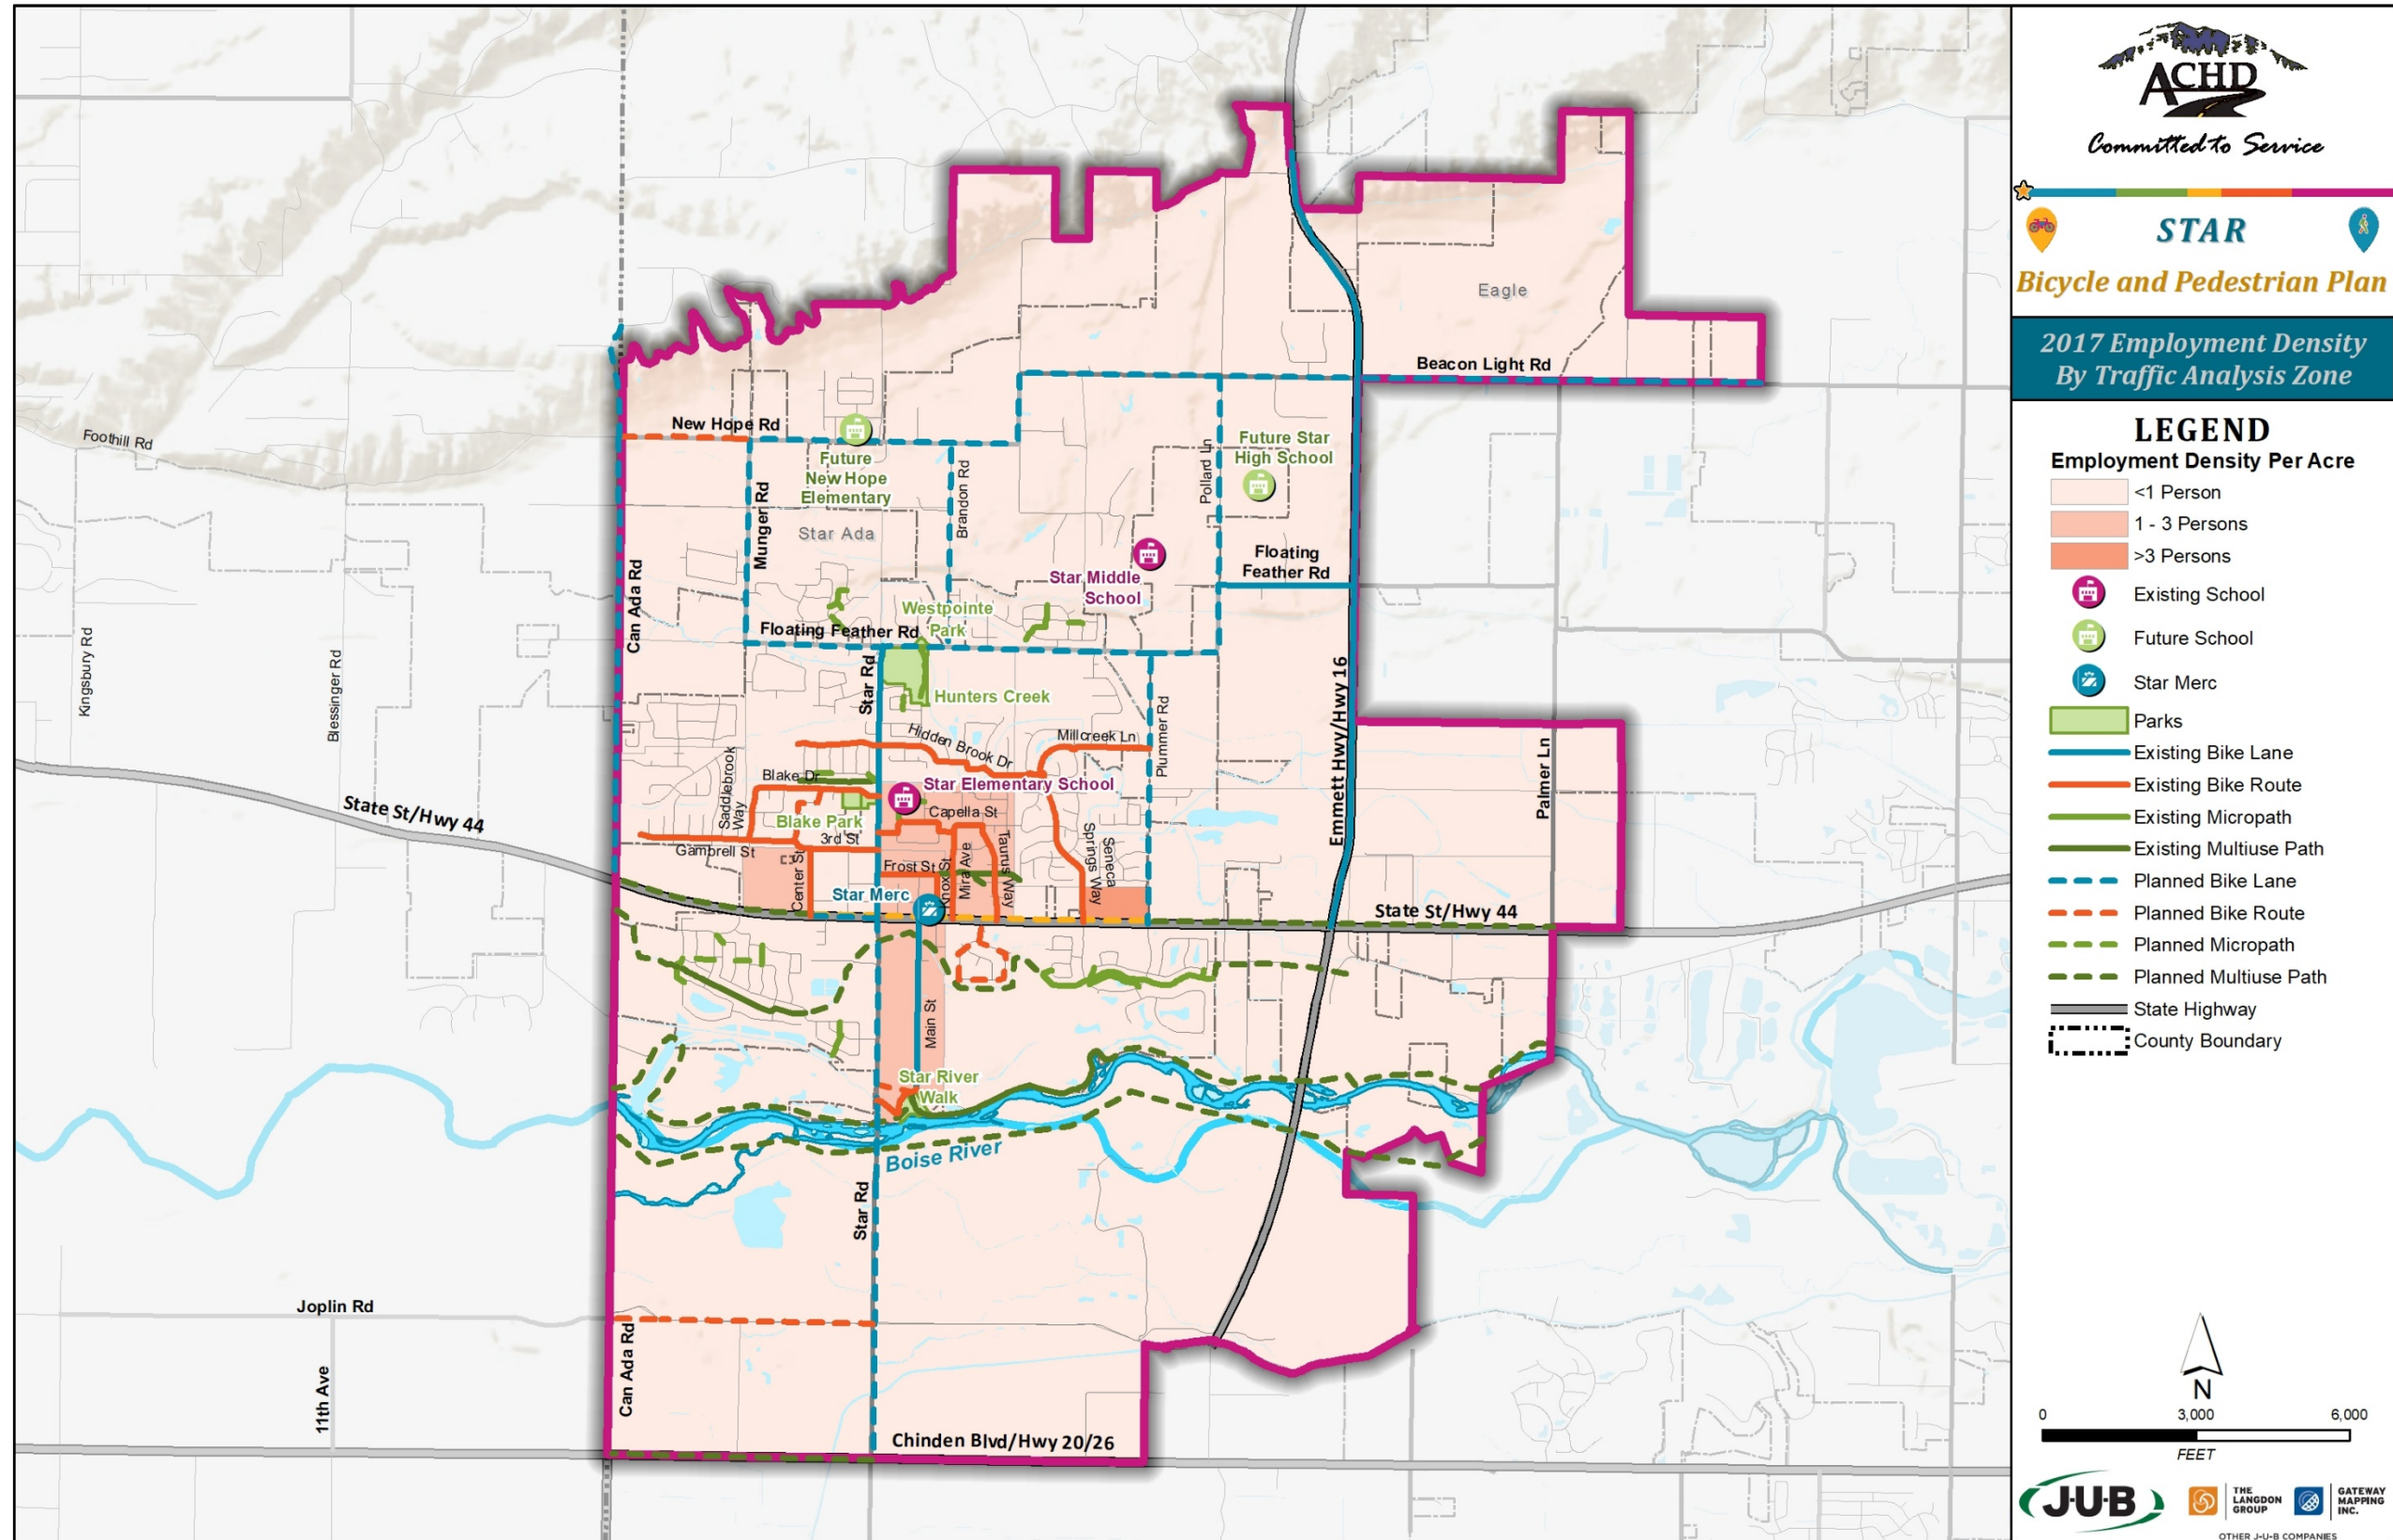 ACHD
Committed to Service
STAR
Bicycle and Pedestrian Plan
2017 Employment Density
By Traffic Analysis Zone
LEGEND
Employment Density Per Acre
<1 Person
1 - 3 Persons
>3 Persons
Existing School
Future School
Star Merc
Parks
Existing Bike Lane
Existing Bike Route
Existing Micropath
Existing Multiuse Path
Planned Bike Lane
Planned Bike Route
Planned Micropath
Planned Multiuse Path
State Highway
County Boundary
N
0 3,000 6,000
FEET
J-U-B
THE
LANGDON
GROUP
GATEWAY
MAPPING
INC.
OTHER J-U-B COMPANIES
Eagle
Beacon Light Rd
New Hope Rd
Foothill Rd
Future
New Hope
Elementary
Future Star
High School
Pollard Ln
Brandon Rd
Munger Rd
Star Ada
Can Ada Rd
Star Middle
School
Floating
Feather Rd
Westpointe
Park
Floating Feather Rd
Kingsbury Rd
Blessinger Rd
Star Rd
Hunters Creek
Emmett Hwy/Hwy 16
Plummer Rd
Palmer Ln
Hidden Brook Dr
Millcreek Ln
Saddlebrook
Way
Blake Dr
Star Elementary School
State St/Hwy 44
Blake Park
Capella St
3rd St
Gambrell St
Center St
Frost St
Knox St
Mira Ave
Taurus Way
Seneca
Springs Way
Star Merc
State St/Hwy 44
Main St
Star River
Walk
Boise River
Star Rd
Joplin Rd
11th Ave
Can Ada Rd
Chinden Blvd/Hwy 20/26